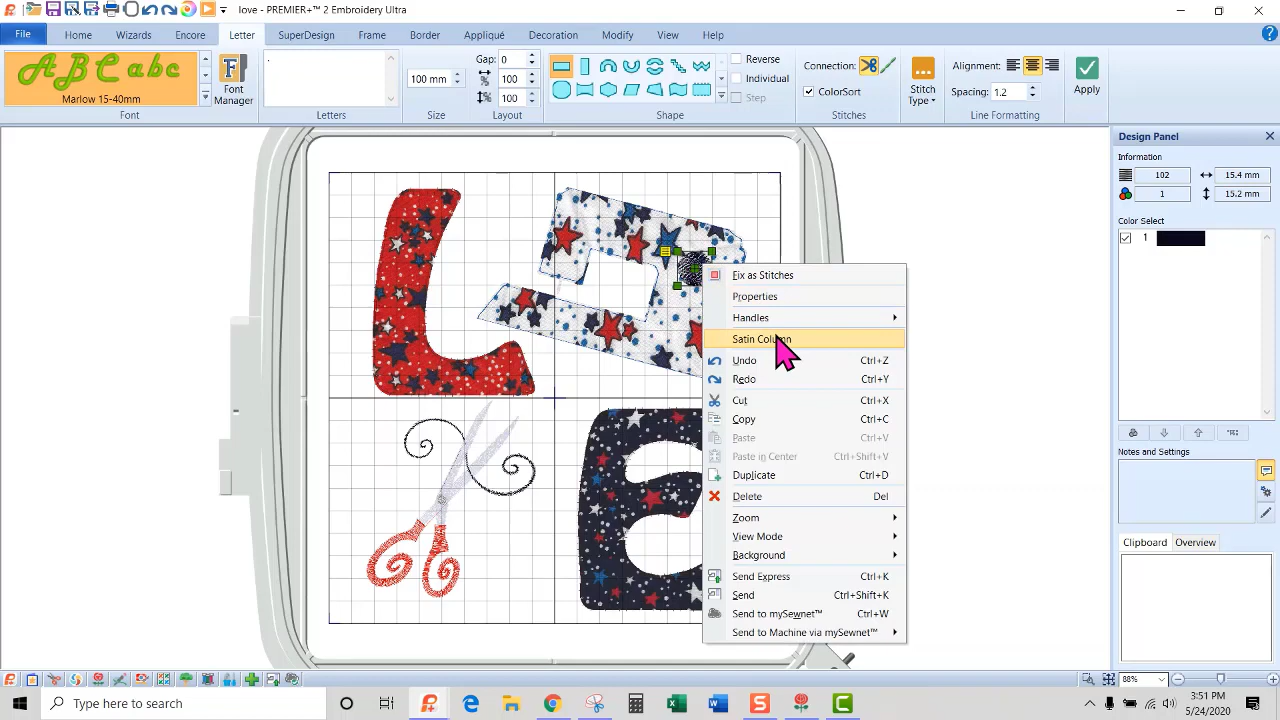 love - PREMIER+™ 2 Embroidery Ultra
File Home Wizards Encore Letter SuperDesign Frame Border Appliqué Decoration Modify View Help
ABC abc
Marlow 15-40mm
Font
Font Manager
.
Letters
100 mm
Size
Gap: 0
100
100
Layout
Reverse
Individual
Step
Shape
Connection:
ColorSort
Stitches
Stitch Type
Alignment:
Spacing: 1.2
Line Formatting
Apply
Design Panel
Information
102 15.4 mm
1 15.2 mm
Color Select
1
Notes and Settings
Clipboard Overview
Fix as Stitches
Properties
Handles
Satin Column
Undo Ctrl+Z
Redo Ctrl+Y
Cut Ctrl+X
Copy Ctrl+C
Paste Ctrl+V
Paste in Center Ctrl+Shift+V
Duplicate Ctrl+D
Delete Del
Zoom
View Mode
Background
Send Express Ctrl+K
Send Ctrl+Shift+K
Send to mySewnet™ Ctrl+W
Send to Machine via mySewnet™
88%
Type here to search
3:51 PM
5/24/2020